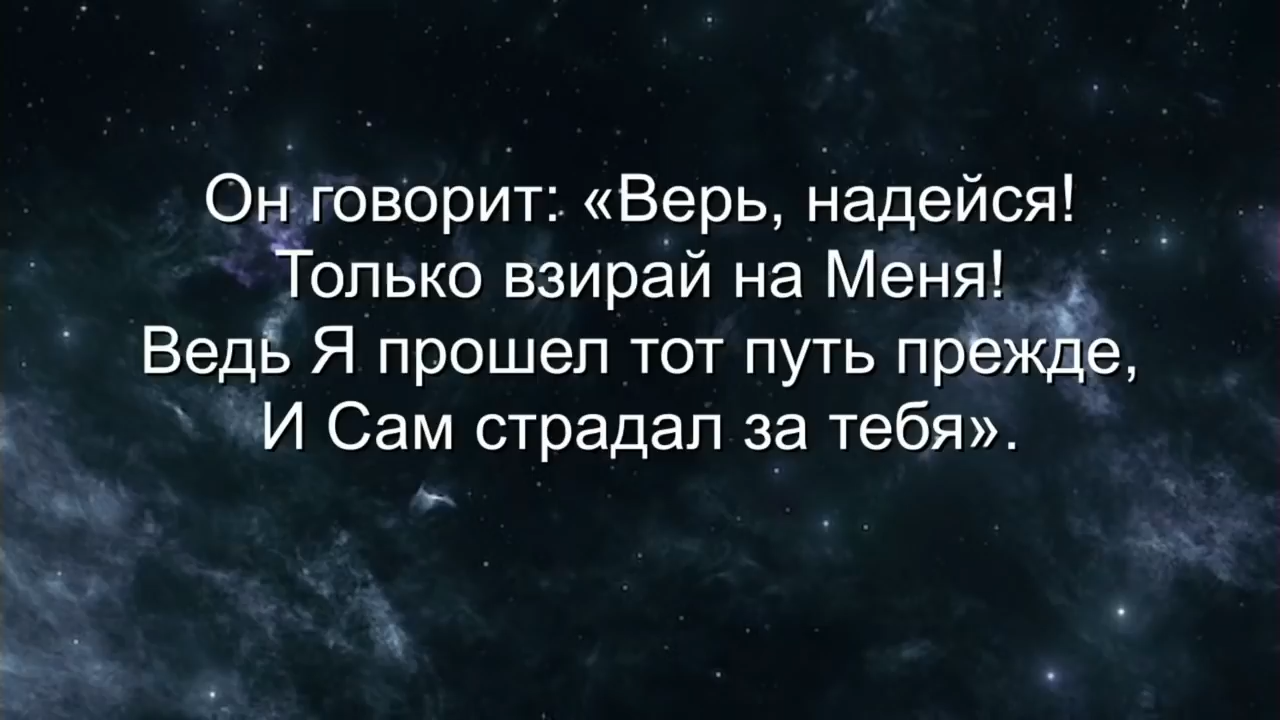 Он говорит: «Верь, надейся!
Только взирай на Меня!
Ведь Я прошел тот путь прежде,
И Сам страдал за тебя».